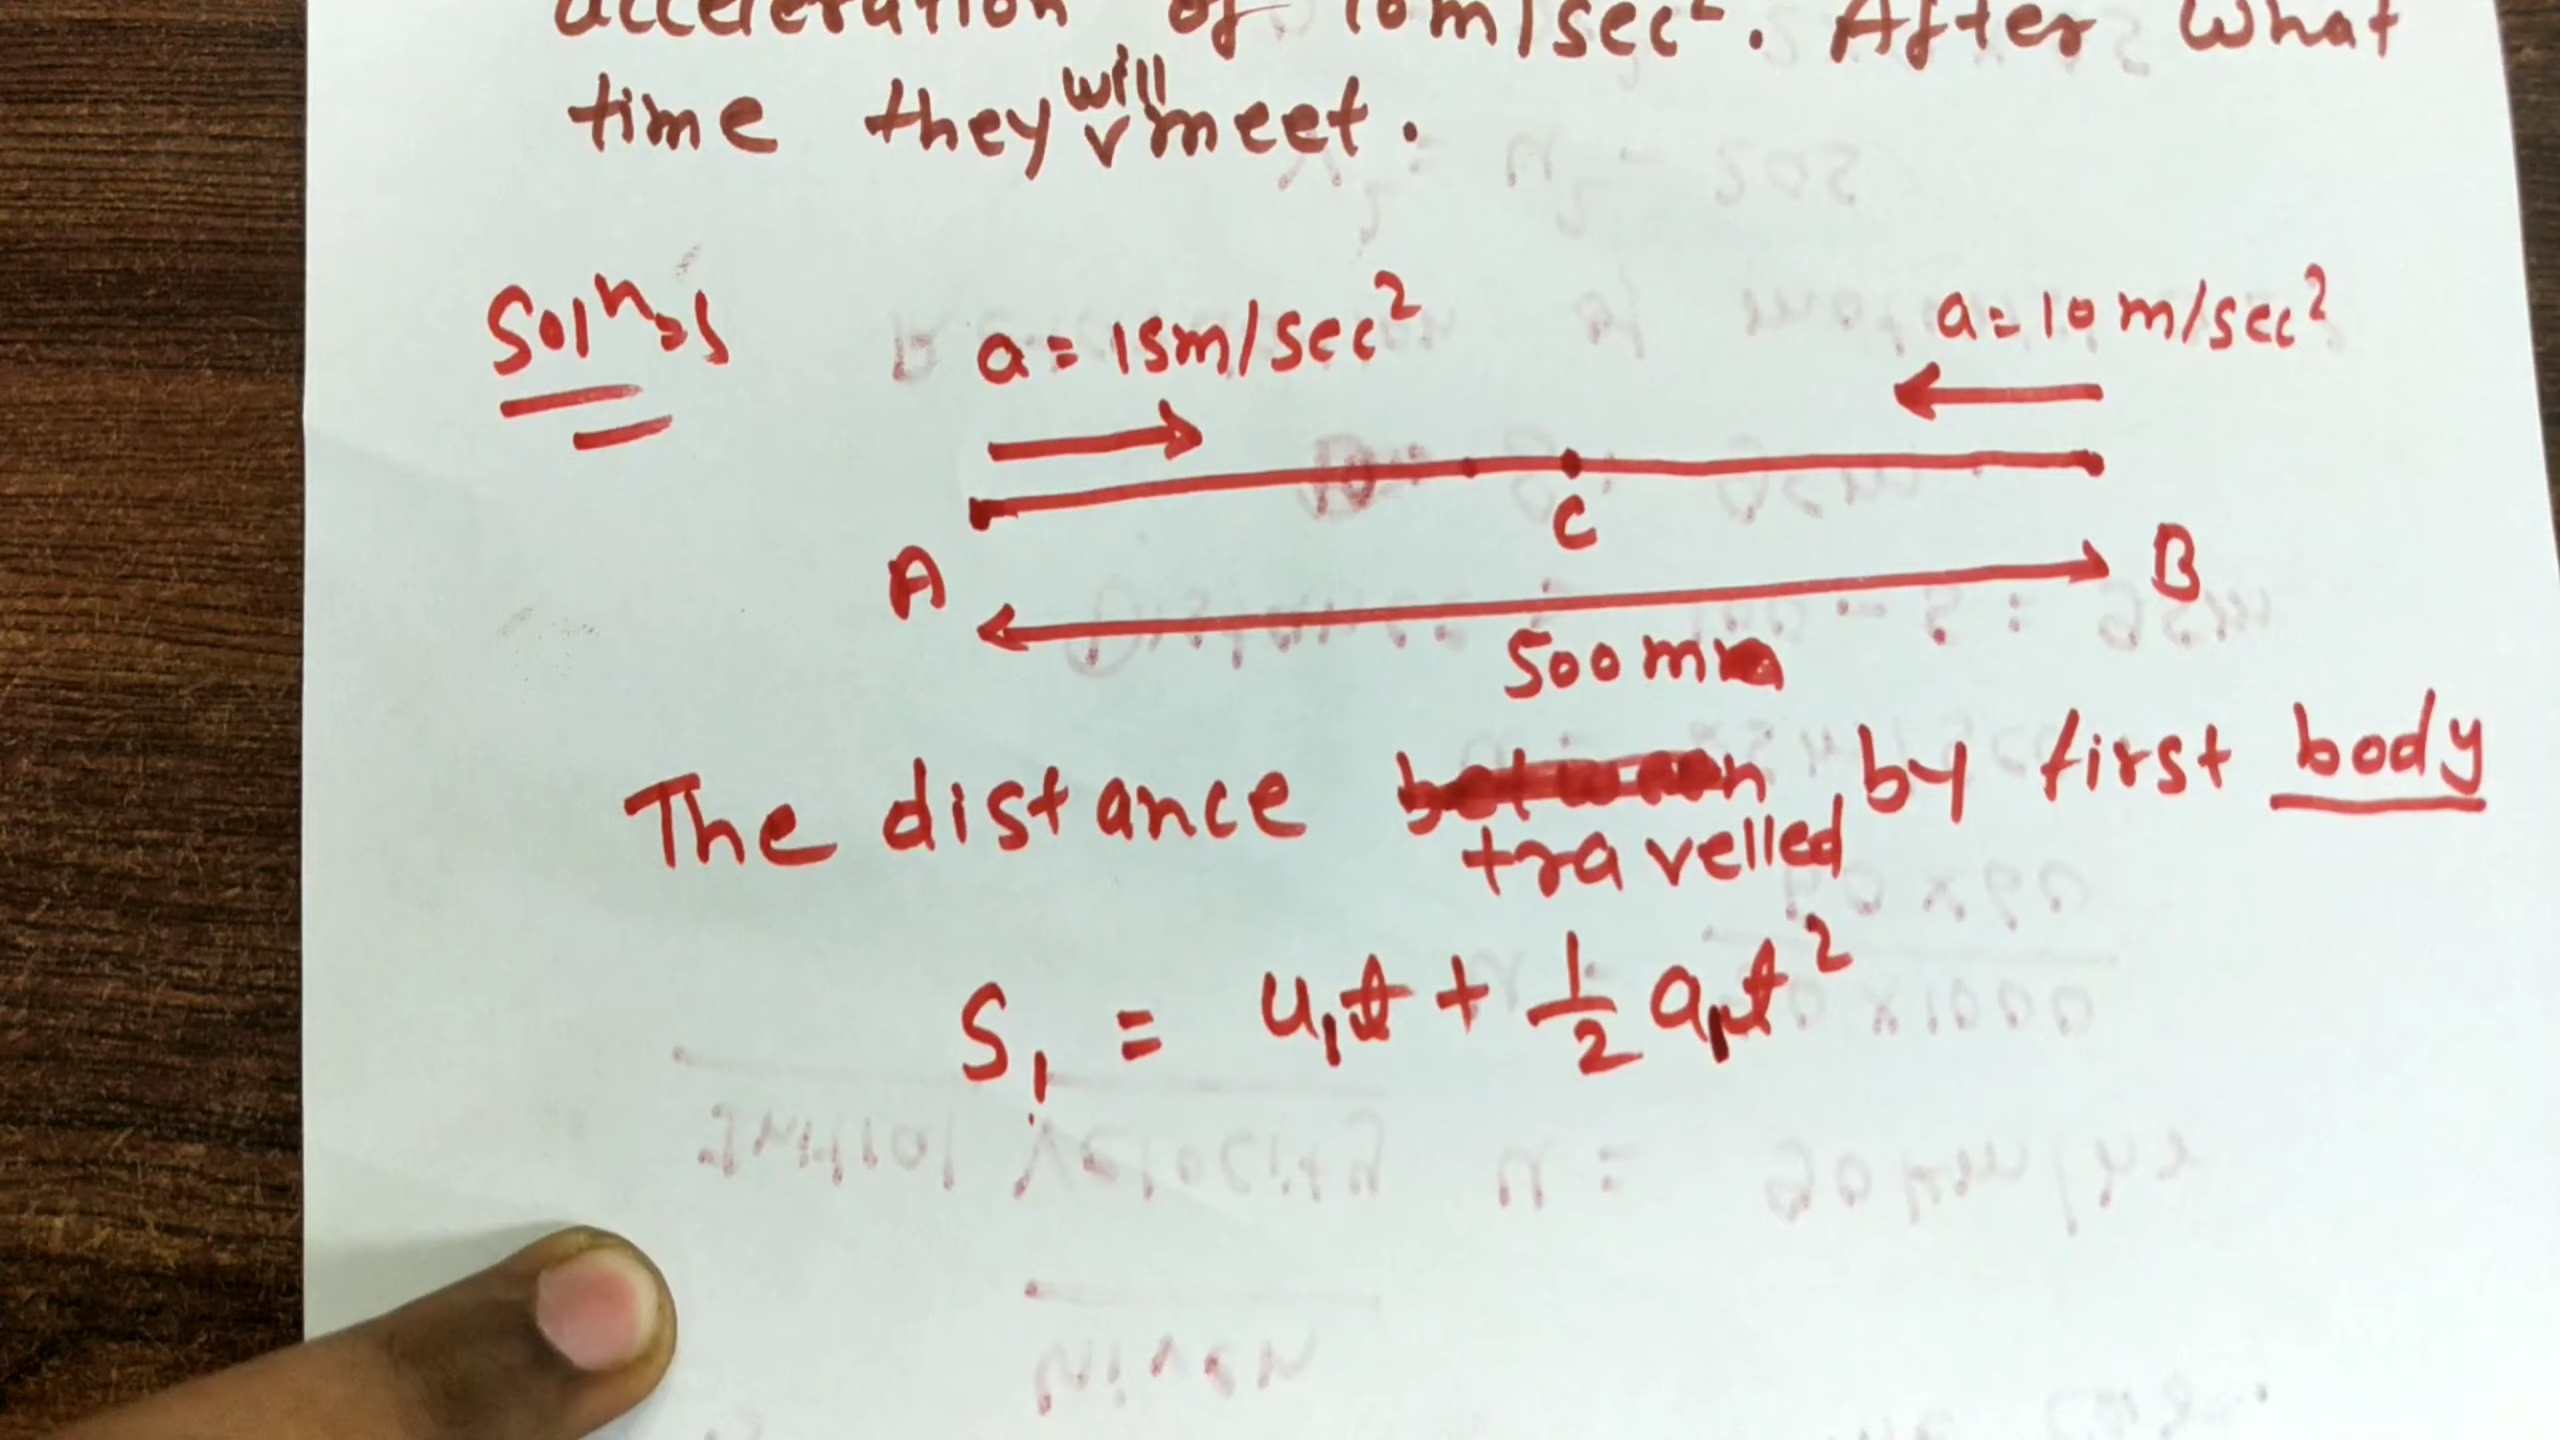 acceleration of 10m/sec². After what
time they will meet.
Solⁿ:
a = 15m/sec²
a = 10 m/sec²
C
A
B
500 m
The distance travelled by first body
S₁ = u₁t + 1/2 a₁t²